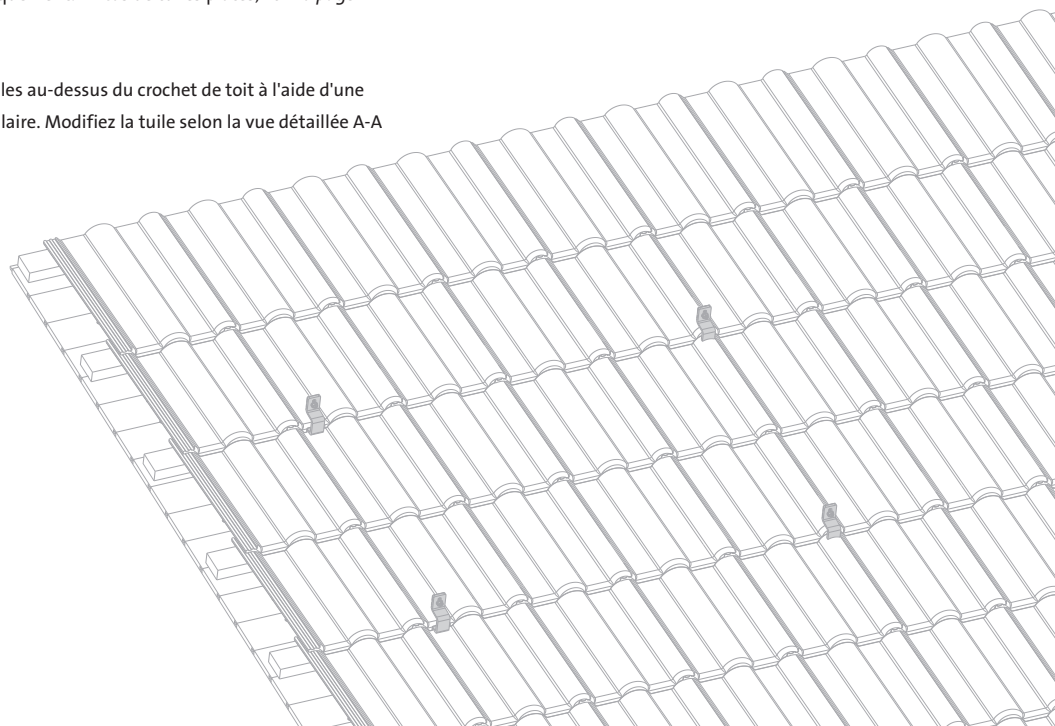 les au-dessus du crochet de toit à l'aide d'une
laire. Modifiez la tuile selon la vue détaillée A-A